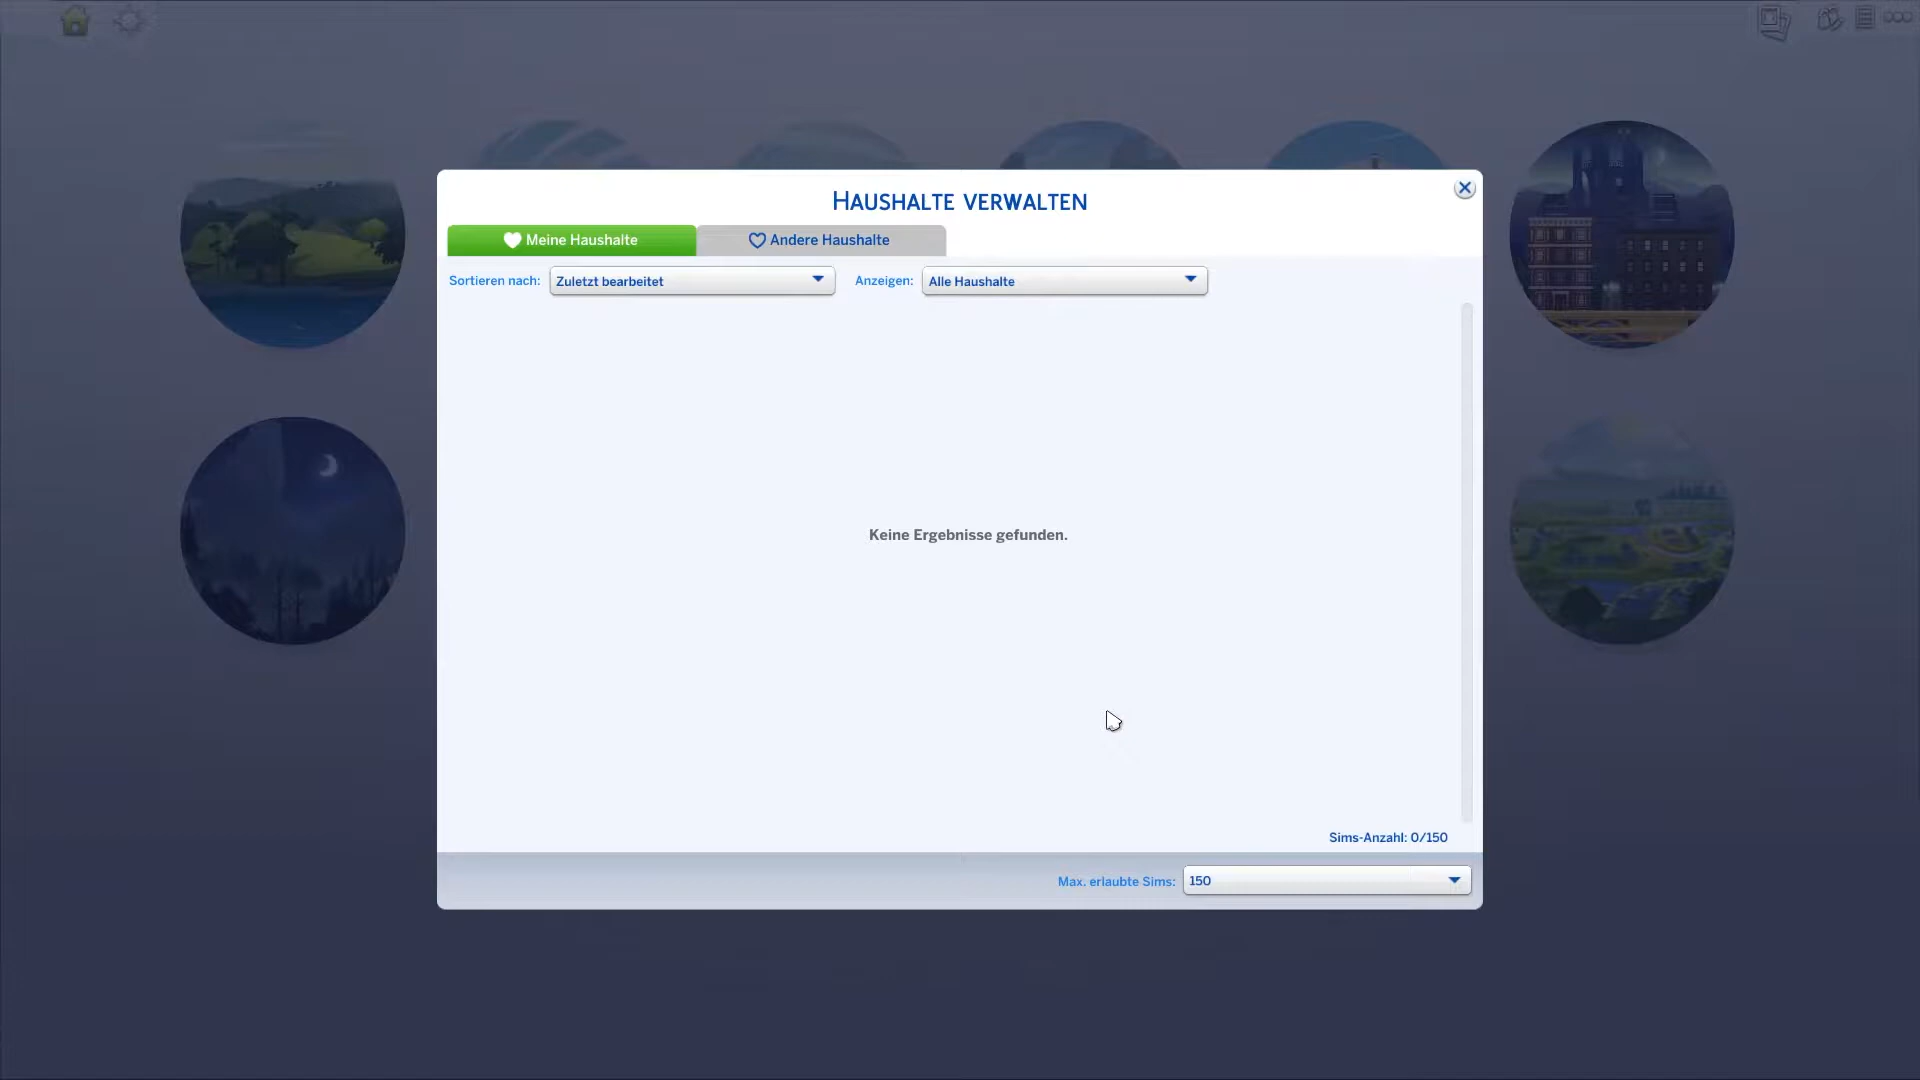 HAUSHALTE VERWALTEN
Meine Haushalte
Andere Haushalte
Sortieren nach: Zuletzt bearbeitet Anzeigen: Alle Haushalte
Keine Ergebnisse gefunden.
Sims-Anzahl: 0/150
Max. erlaubte Sims: 150